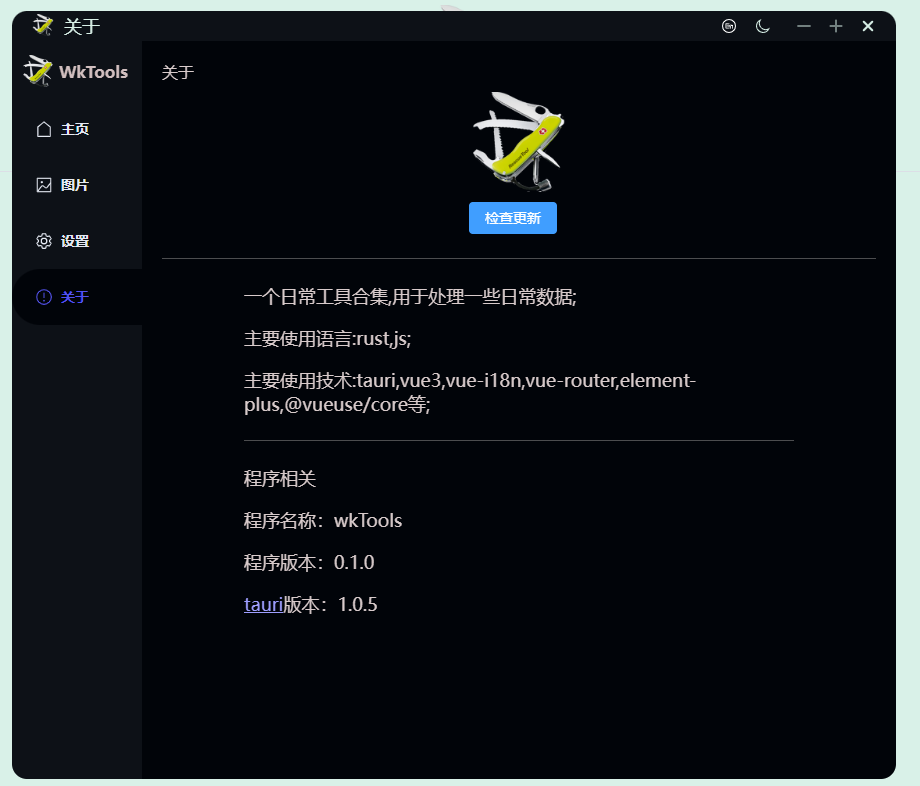 关于
WkTools
主页
图片
设置
关于
关于
检查更新
一个日常工具合集,用于处理一些日常数据;
主要使用语言:rust,js;
主要使用技术:tauri,vue3,vue-i18n,vue-router,element-
plus,@vueuse/core等;
程序相关
程序名称：wkTools
程序版本：0.1.0
tauri版本：1.0.5